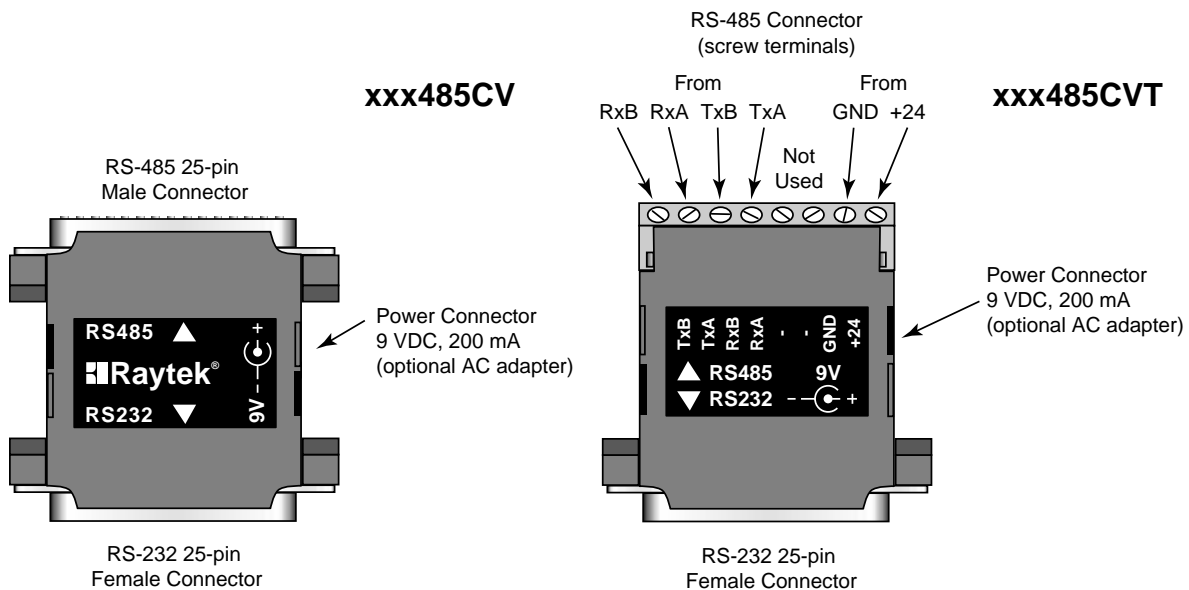 RS-485 Connector
(screw terminals)
xxx485CV
From
From
xxx485CVT
RxB RxA TxB TxA
GND +24
Not
Used
RS-485 25-pin
Male Connector
Power Connector
9 VDC, 200 mA
(optional AC adapter)
RS485
Raytek®
RS232
+
-
9V
Power Connector
9 VDC, 200 mA
(optional AC adapter)
TxB
TxA
RxB
RxA
-
-
GND
+24
RS485 9V
RS232 - +
RS-232 25-pin
Female Connector
RS-232 25-pin
Female Connector